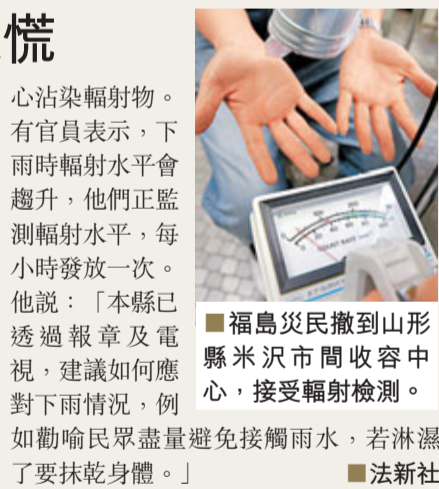 慌
心沾染輻射物。
有官員表示，下
雨時輻射水平會
趨升，他們正監
測輻射水平，每
小時發放一次。
他説：「本縣已
透過報章及電
視，建議如何應
對下雨情況，例
如勸喻民眾盡量避免接觸雨水，若淋濕
了要抹乾身體。」
■法新社
■福島災民撤到山形
縣米沢市間收容中
心，接受輻射檢測。